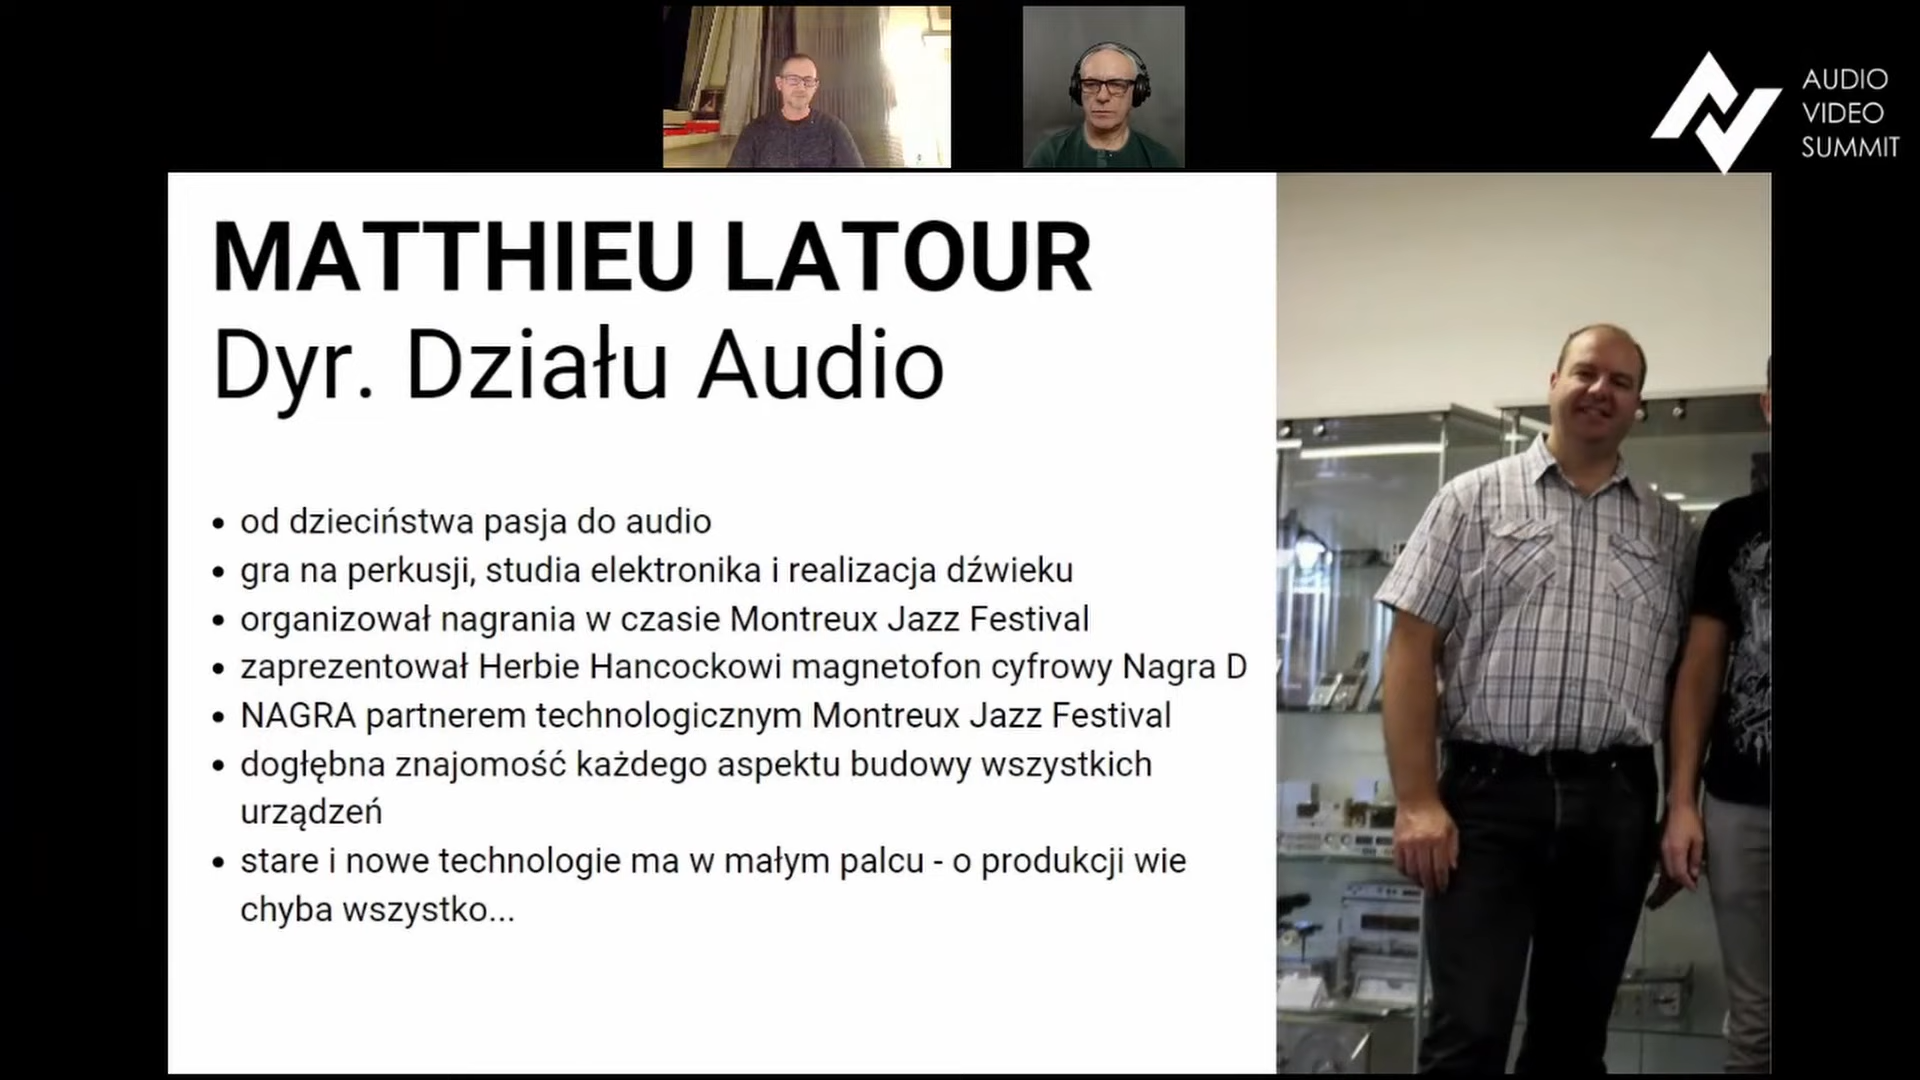 AUDIO
VIDEO
SUMMIT
MATTHIEU LATOUR
Dyr. Działu Audio
• od dzieciństwa pasja do audio
• gra na perkusji, studia elektronika i realizacja dźwieku
• organizował nagrania w czasie Montreux Jazz Festival
• zaprezentował Herbie Hancockowi magnetofon cyfrowy Nagra D
• NAGRA partnerem technologicznym Montreux Jazz Festival
• dogłębna znajomość każdego aspektu budowy wszystkich
urządzeń
• stare i nowe technologie ma w małym palcu - o produkcji wie
chyba wszystko...